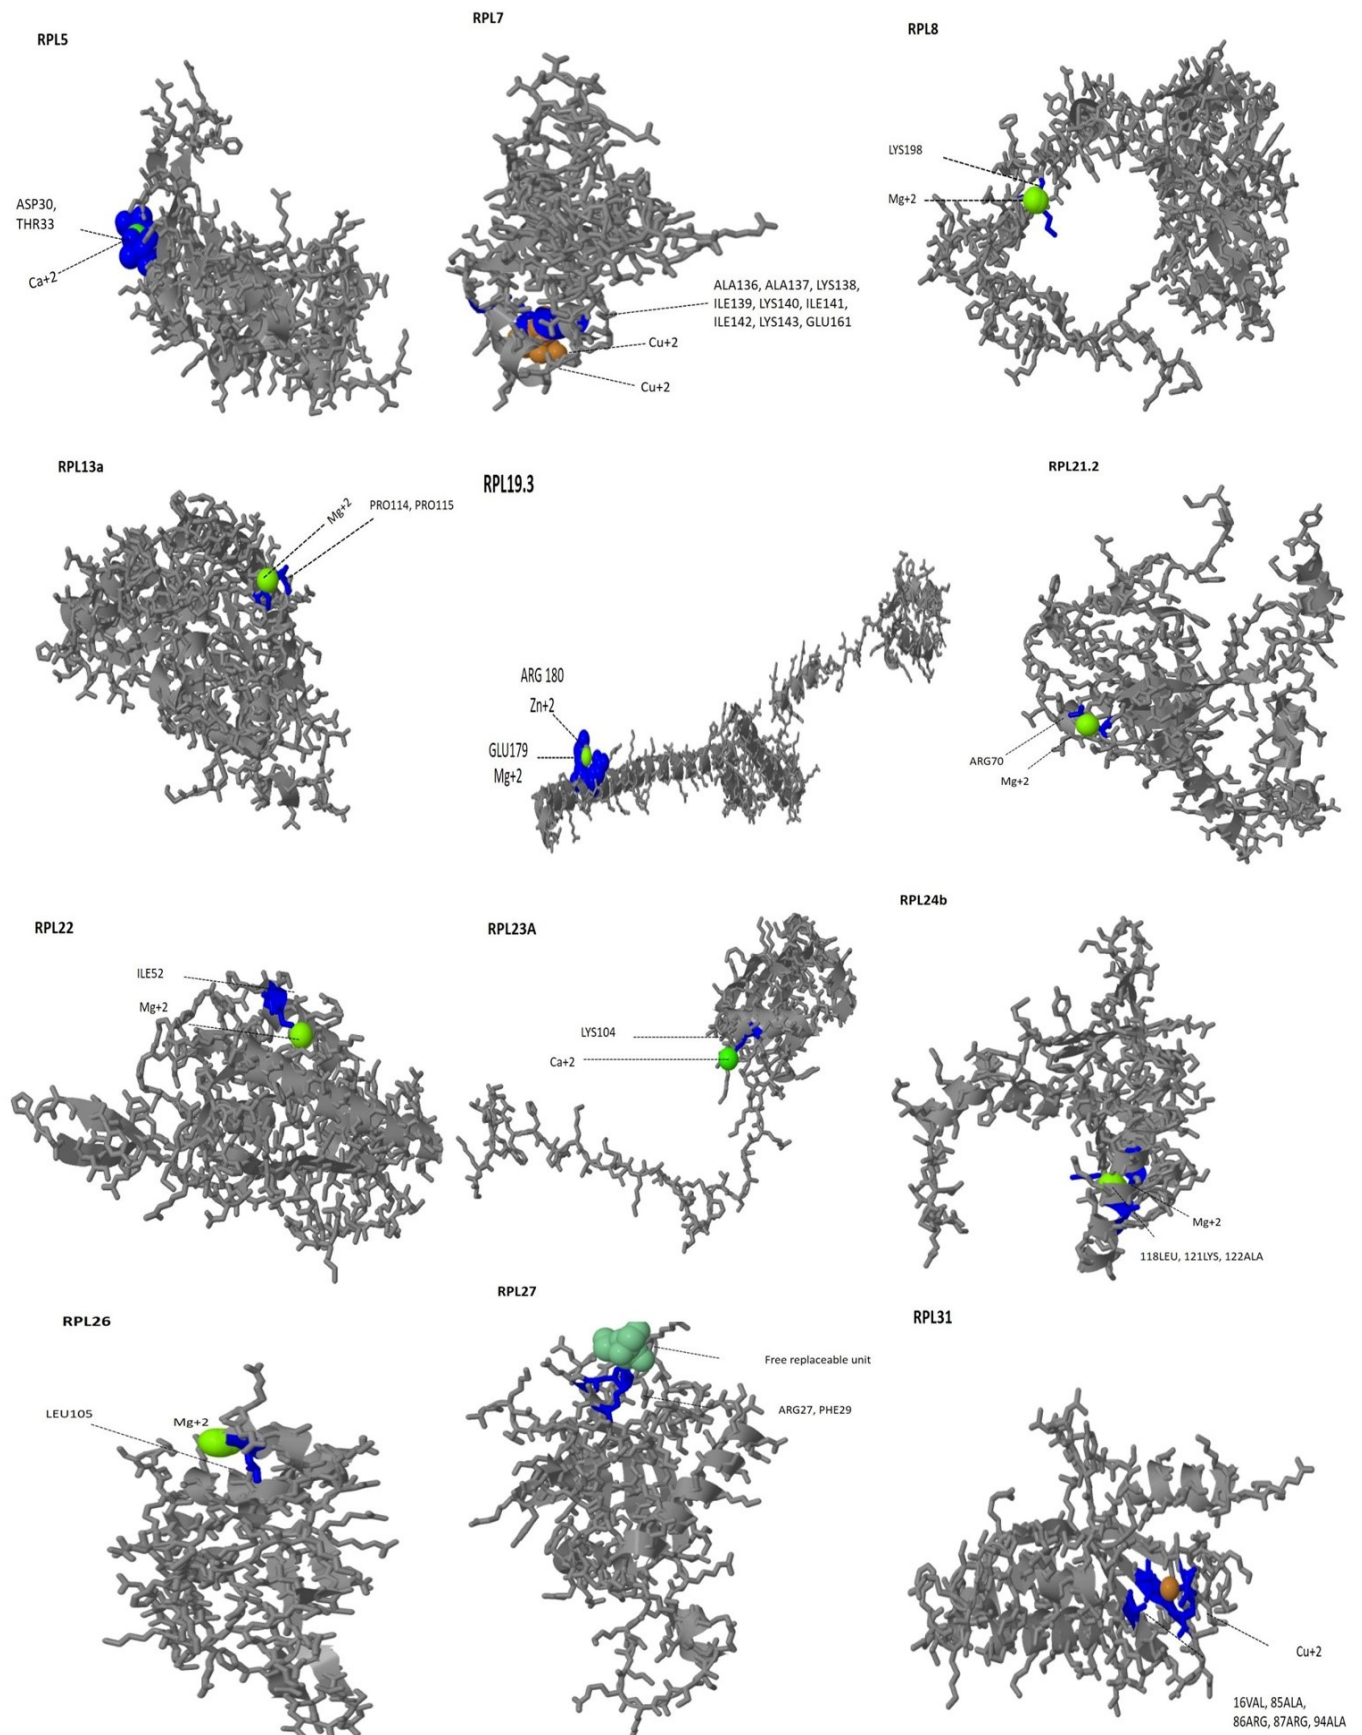 RPL5
RPL7
RPL8
ASP30,
THR33
Ca+2
ALA136, ALA137, LYS138,
ILE139, LYS140, ILE141,
ILE142, LYS143, GLU161
Cu+2
Cu+2
LYS198
Mg+2
RPL13a
RPL19.3
RPL21.2
Mg+2
PRO114, PRO115
ARG 180
Zn+2
GLU179
Mg+2
ARG70
Mg+2
RPL22
RPL23A
RPL24b
ILE52
Mg+2
LYS104
Ca+2
Mg+2
118LEU, 121LYS, 122ALA
RPL26
RPL27
RPL31
LEU105
Mg+2
Free replaceable unit
ARG27, PHE29
Cu+2
16VAL, 85ALA,
86ARG, 87ARG, 94ALA